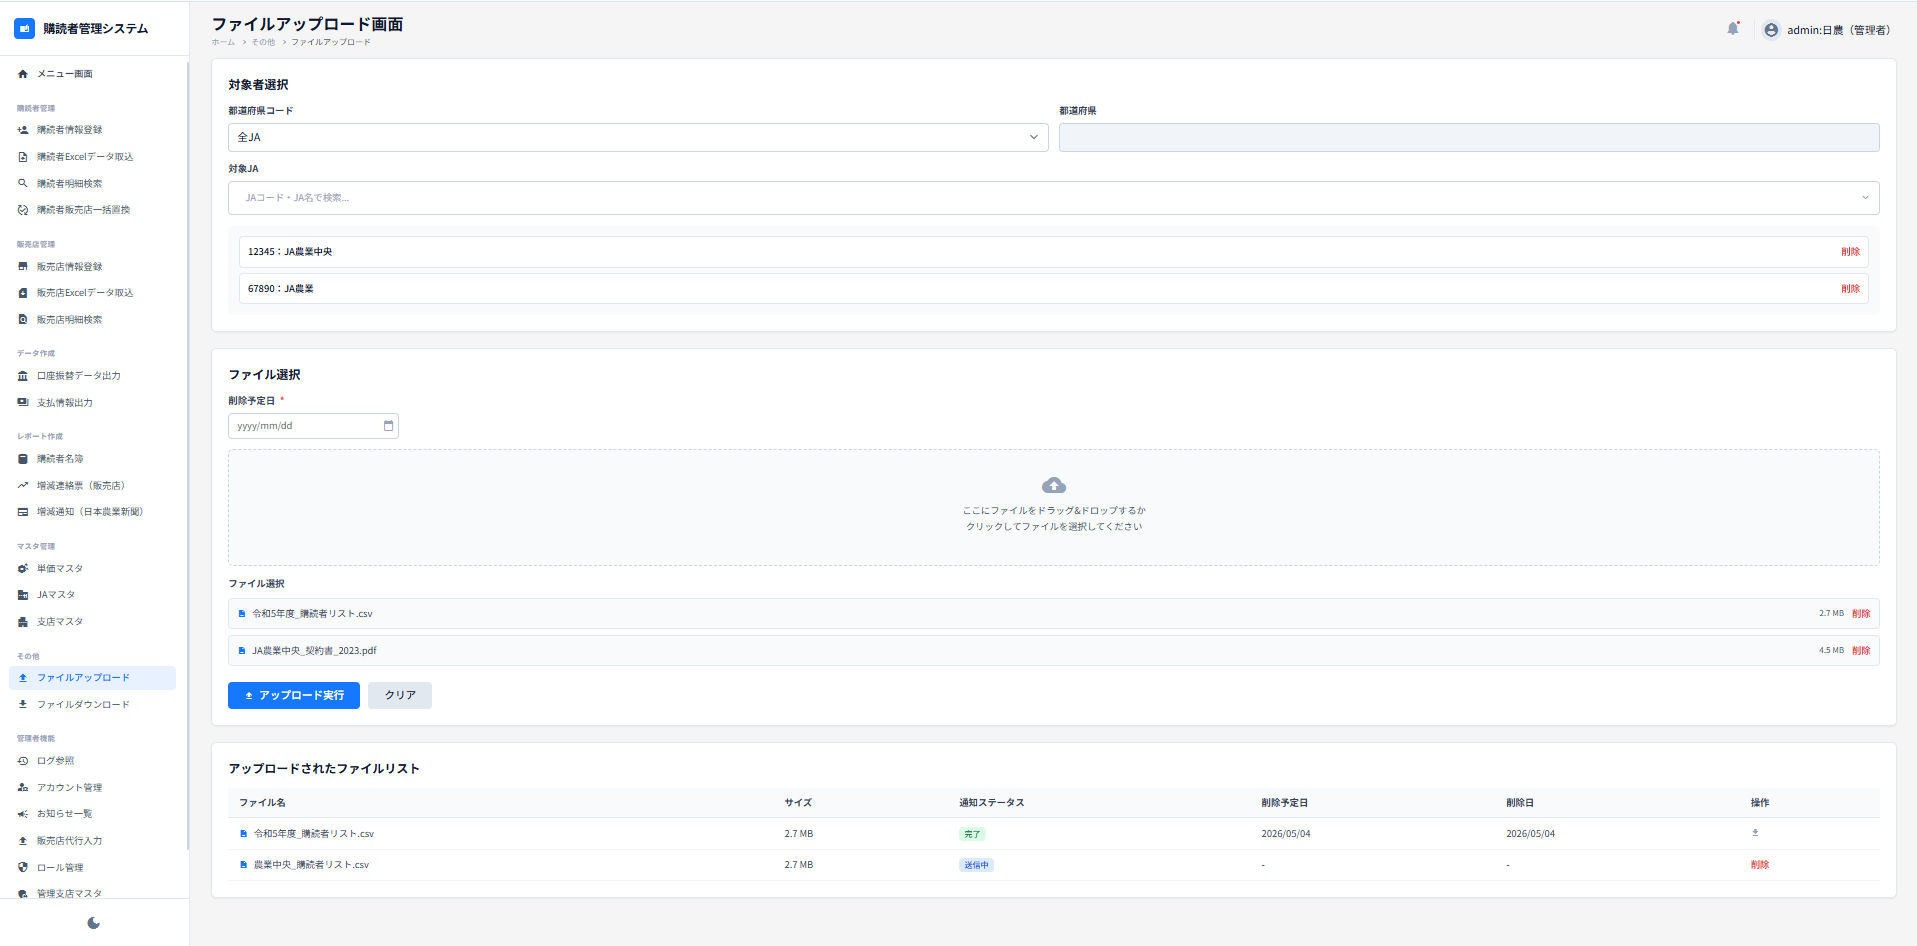 購読者管理システム
メニュー画面
購読者管理
購読者情報登録
購読者Excelデータ取込
購読者明細検索
購読者販売店一括置換
販売店管理
販売店情報登録
販売店Excelデータ取込
販売店明細検索
データ作成
口座振替データ出力
支払情報出力
レポート作成
購読者名簿
増減連絡票（販売店）
増減通知（日本農業新聞）
マスタ管理
単価マスタ
JAマスタ
支店マスタ
その他
ファイルアップロード
ファイルダウンロード
管理者機能
ログ参照
アカウント管理
お知らせ一覧
販売店代行入力
ロール管理
管理支店マスタ
ファイルアップロード画面
ホーム > その他 > ファイルアップロード
admin:日農（管理者）
対象者選択
都道府県コード 都道府県
全JA
対象JA
JAコード・JA名で検索...
12345：JA農業中央 削除
67890：JA農業 削除
ファイル選択
削除予定日 *
yyyy/mm/dd
ここにファイルをドラッグ&ドロップするか
クリックしてファイルを選択してください
ファイル選択
令和5年度_購読者リスト.csv 2.7 MB 削除
JA農業中央_契約書_2023.pdf 4.5 MB 削除
アップロード実行 クリア
アップロードされたファイルリスト
ファイル名 サイズ 通知ステータス 削除予定日 削除日 操作
令和5年度_購読者リスト.csv 2.7 MB 完了 2026/05/04 2026/05/04
農業中央_購読者リスト.csv 2.7 MB 送信中 - - 削除